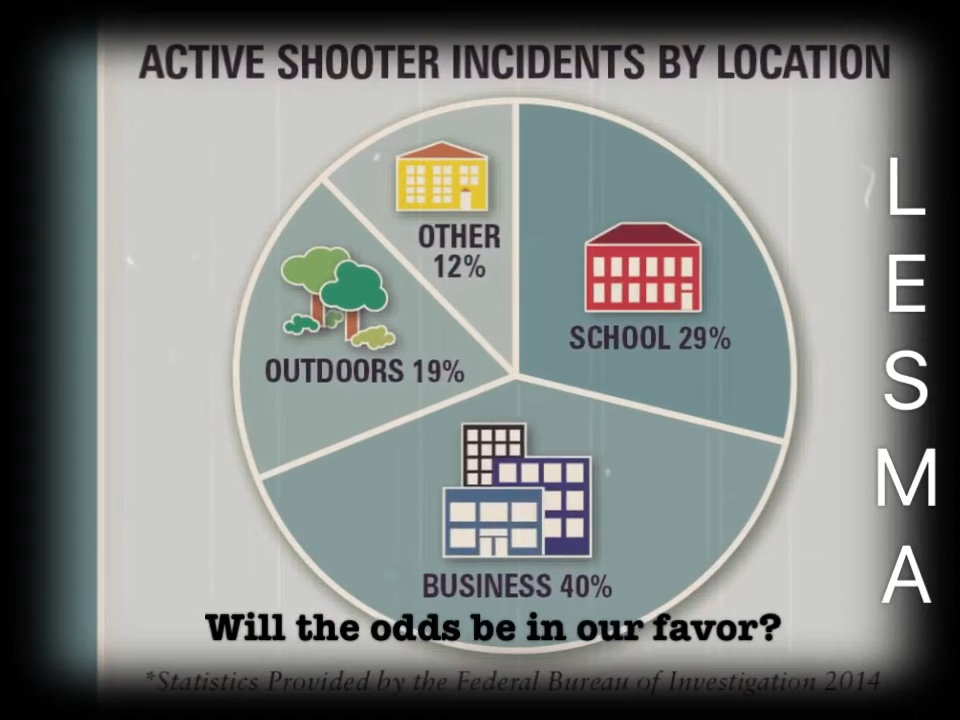 ACTIVE SHOOTER INCIDENTS BY LOCATION
OTHER
12%
SCHOOL 29%
OUTDOORS 19%
BUSINESS 40%
Will the odds be in our favor?
*Statistics Provided by the Federal Bureau of Investigation 2014
L
E
S
M
A